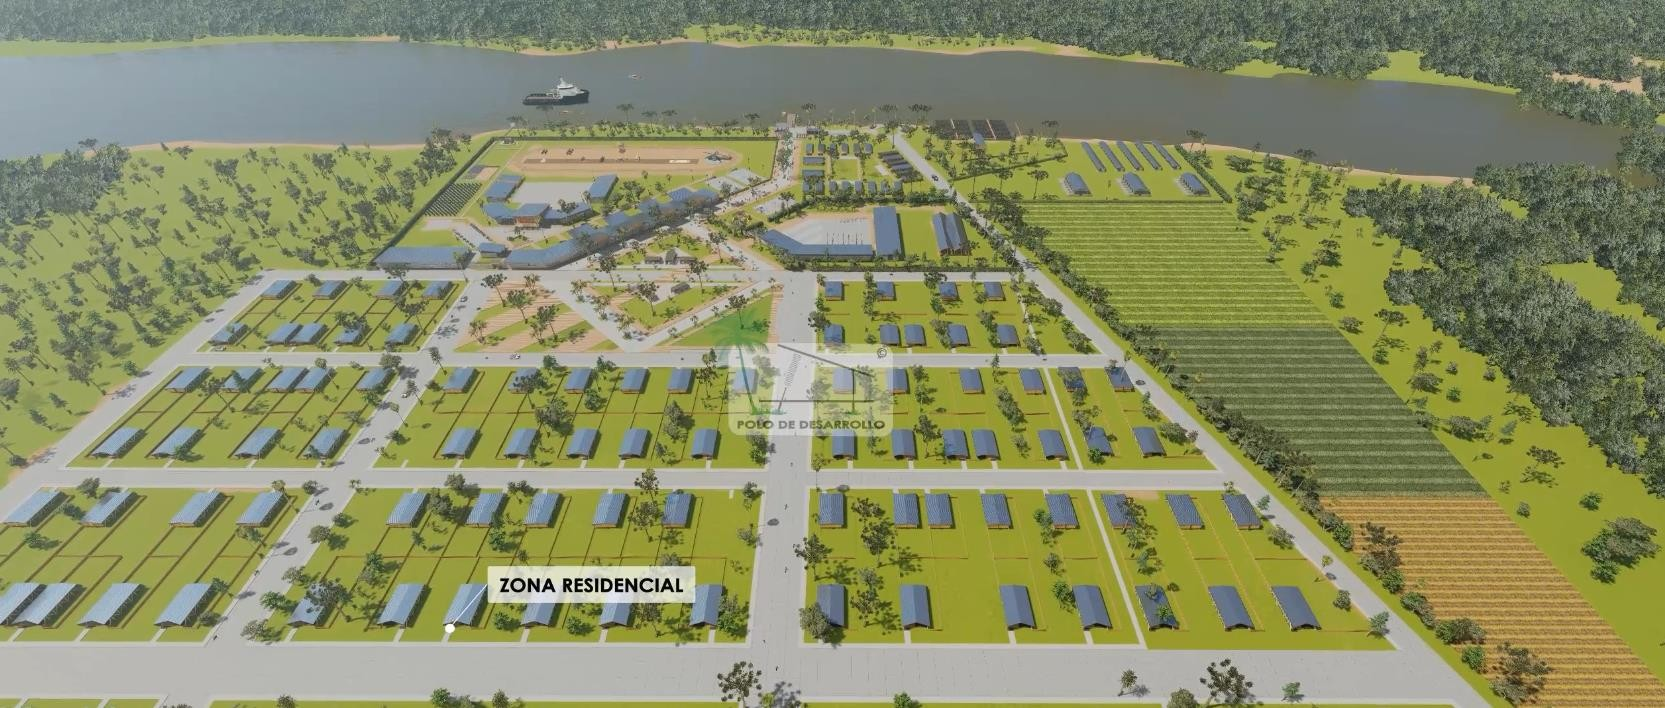 ©
POLO DE DESARROLLO
ZONA RESIDENCIAL